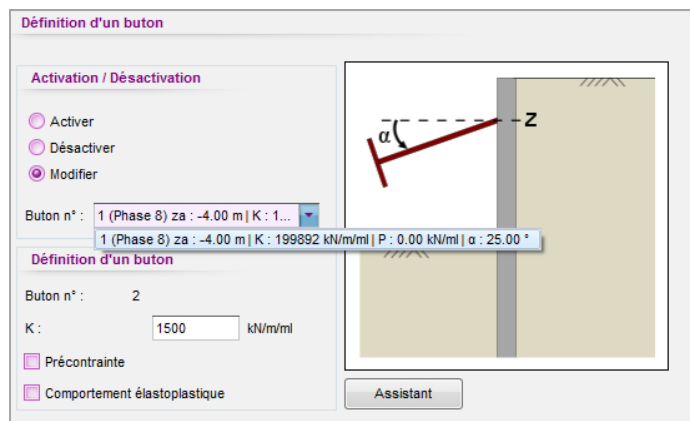 Définition d'un buton
Activation / Désactivation
Activer
Désactiver
Modifier
Buton n° : 1 (Phase 8) za : -4.00 m | K : 1...
1 (Phase 8) za : -4.00 m | K : 199892 kN/m/ml | P : 0.00 kN/ml | α : 25.00 °
Définition d'un buton
Buton n° : 2
K : 1500 kN/m/ml
Précontrainte
Comportement élastoplastique
α
Z
Assistant